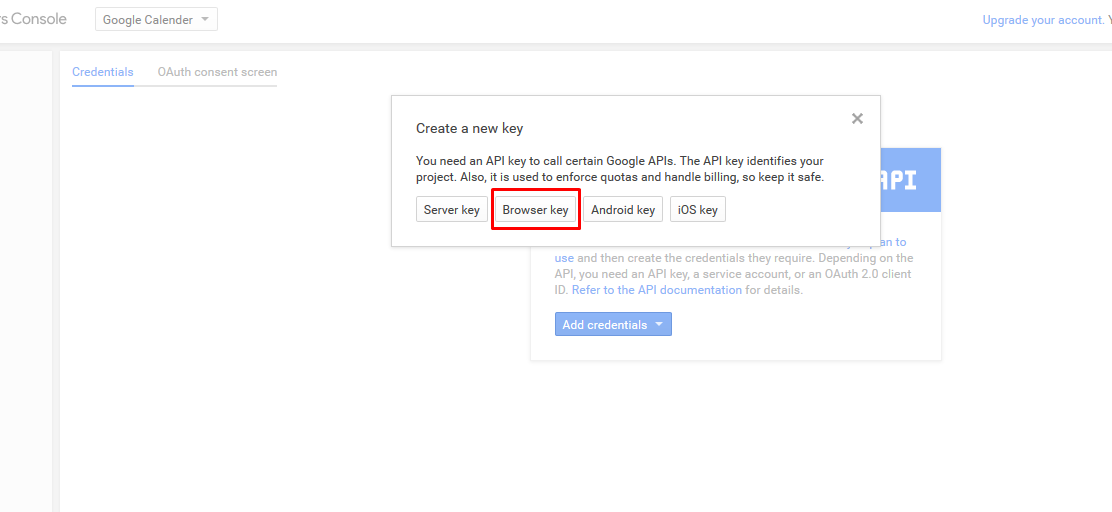 s Console
Google Calender
Upgrade your account. Y
Credentials
OAuth consent screen
Create a new key
You need an API key to call certain Google APIs. The API key identifies your
project. Also, it is used to enforce quotas and handle billing, so keep it safe.
Server key
Browser key
Android key
iOS key
API
an to
use and then create the credentials they require. Depending on the
API, you need an API key, a service account, or an OAuth 2.0 client
ID. Refer to the API documentation for details.
Add credentials